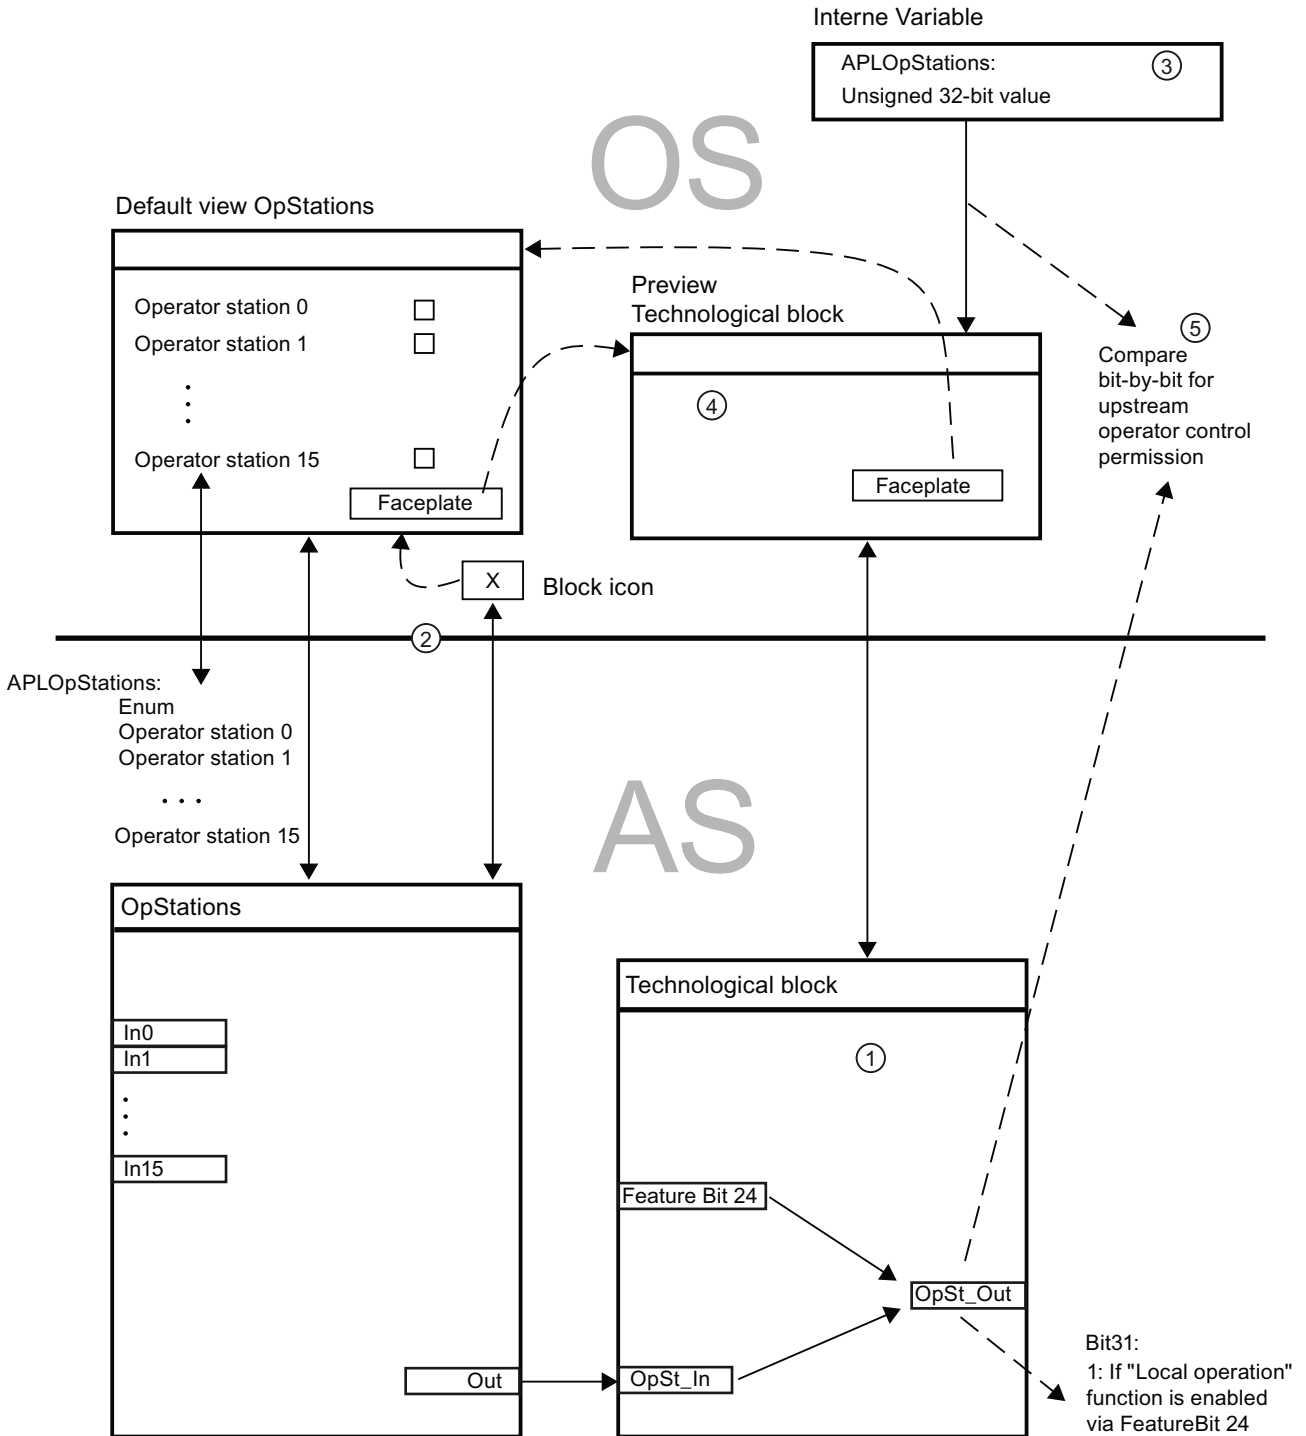 Interne Variable
APLOpStations:
③
Unsigned 32-bit value
OS
Default view OpStations
Operator station 0
Operator station 1
Operator station 15
Faceplate
Preview
Technological block
④
Faceplate
⑤
Compare
bit-by-bit for
upstream
operator control
permission
X
Block icon
②
APLOpStations:
Enum
Operator station 0
Operator station 1
. . .
Operator station 15
AS
OpStations
In0
In1
In15
Out
Technological block
①
Feature Bit 24
OpSt_Out
OpSt_In
Bit31:
1: If "Local operation"
function is enabled
via FeatureBit 24